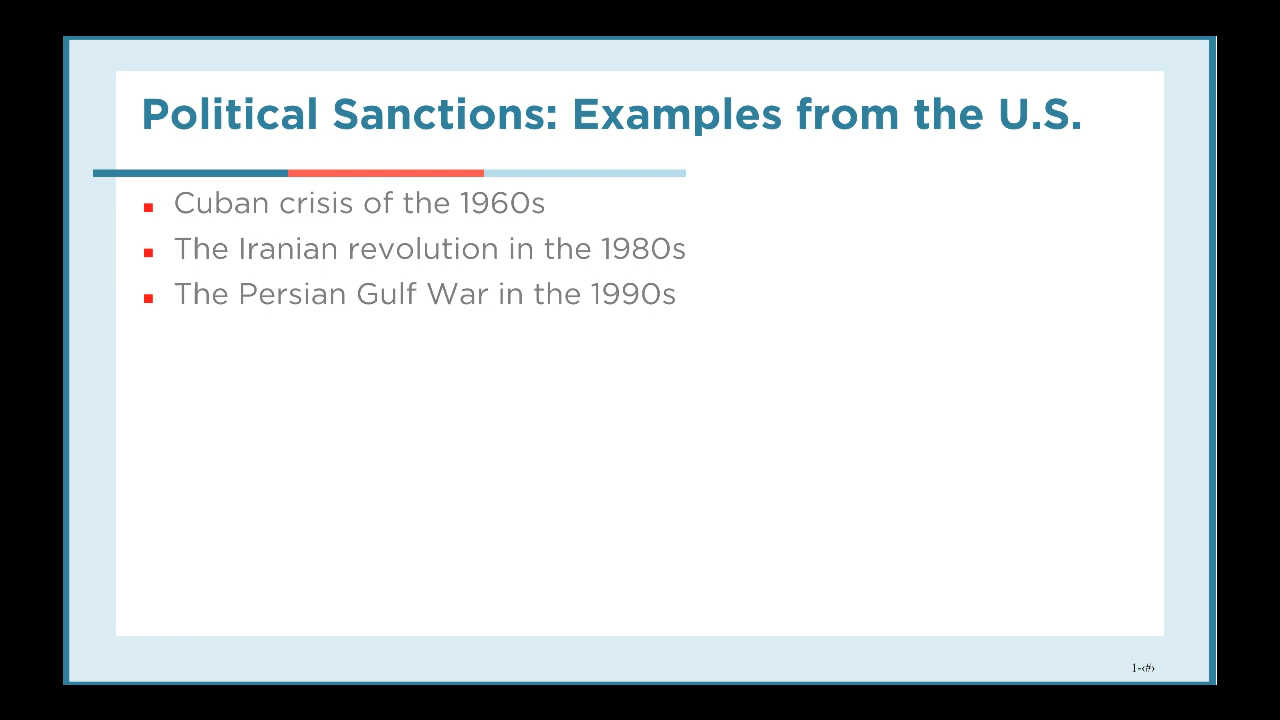 Political Sanctions: Examples from the U.S.
Cuban crisis of the 1960s
The Iranian revolution in the 1980s
The Persian Gulf War in the 1990s
1-‹#›